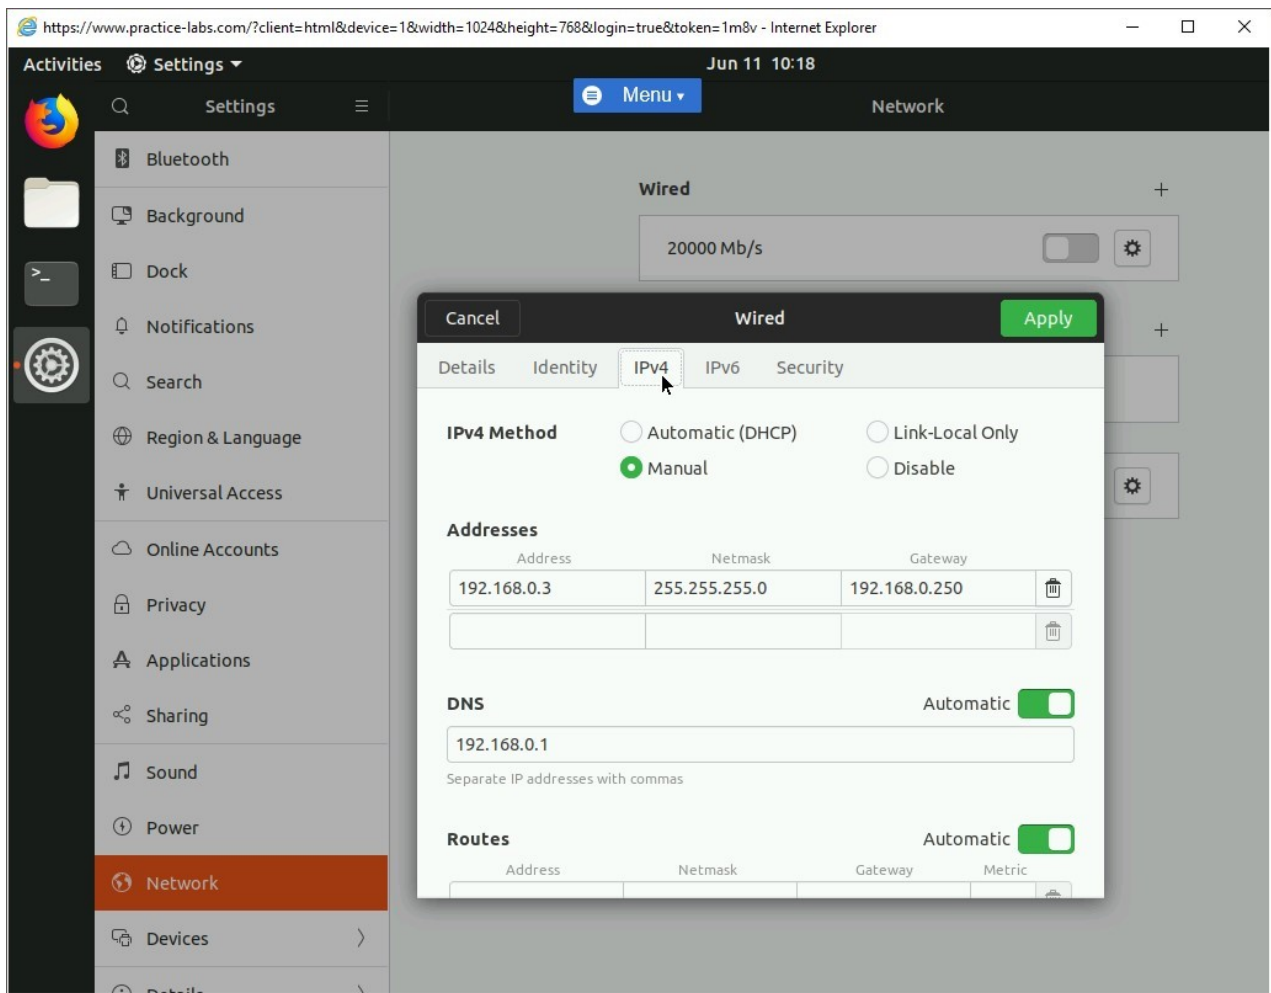 https://www.practice-labs.com/?client=html&device=1&width=1024&height=768&login=true&token=1m8v - Internet Explorer
Activities Settings Jun 11 10:18
Menu
Settings Network
Bluetooth
Background
Dock
Notifications
Search
Region & Language
Universal Access
Online Accounts
Privacy
Applications
Sharing
Sound
Power
Network
Devices
Details
Wired
20000 Mb/s
Cancel Wired Apply
Details Identity IPv4 IPv6 Security
IPv4 Method Automatic (DHCP) Link-Local Only
Manual Disable
Addresses
Address Netmask Gateway
192.168.0.3 255.255.255.0 192.168.0.250
DNS Automatic
192.168.0.1
Separate IP addresses with commas
Routes Automatic
Address Netmask Gateway Metric